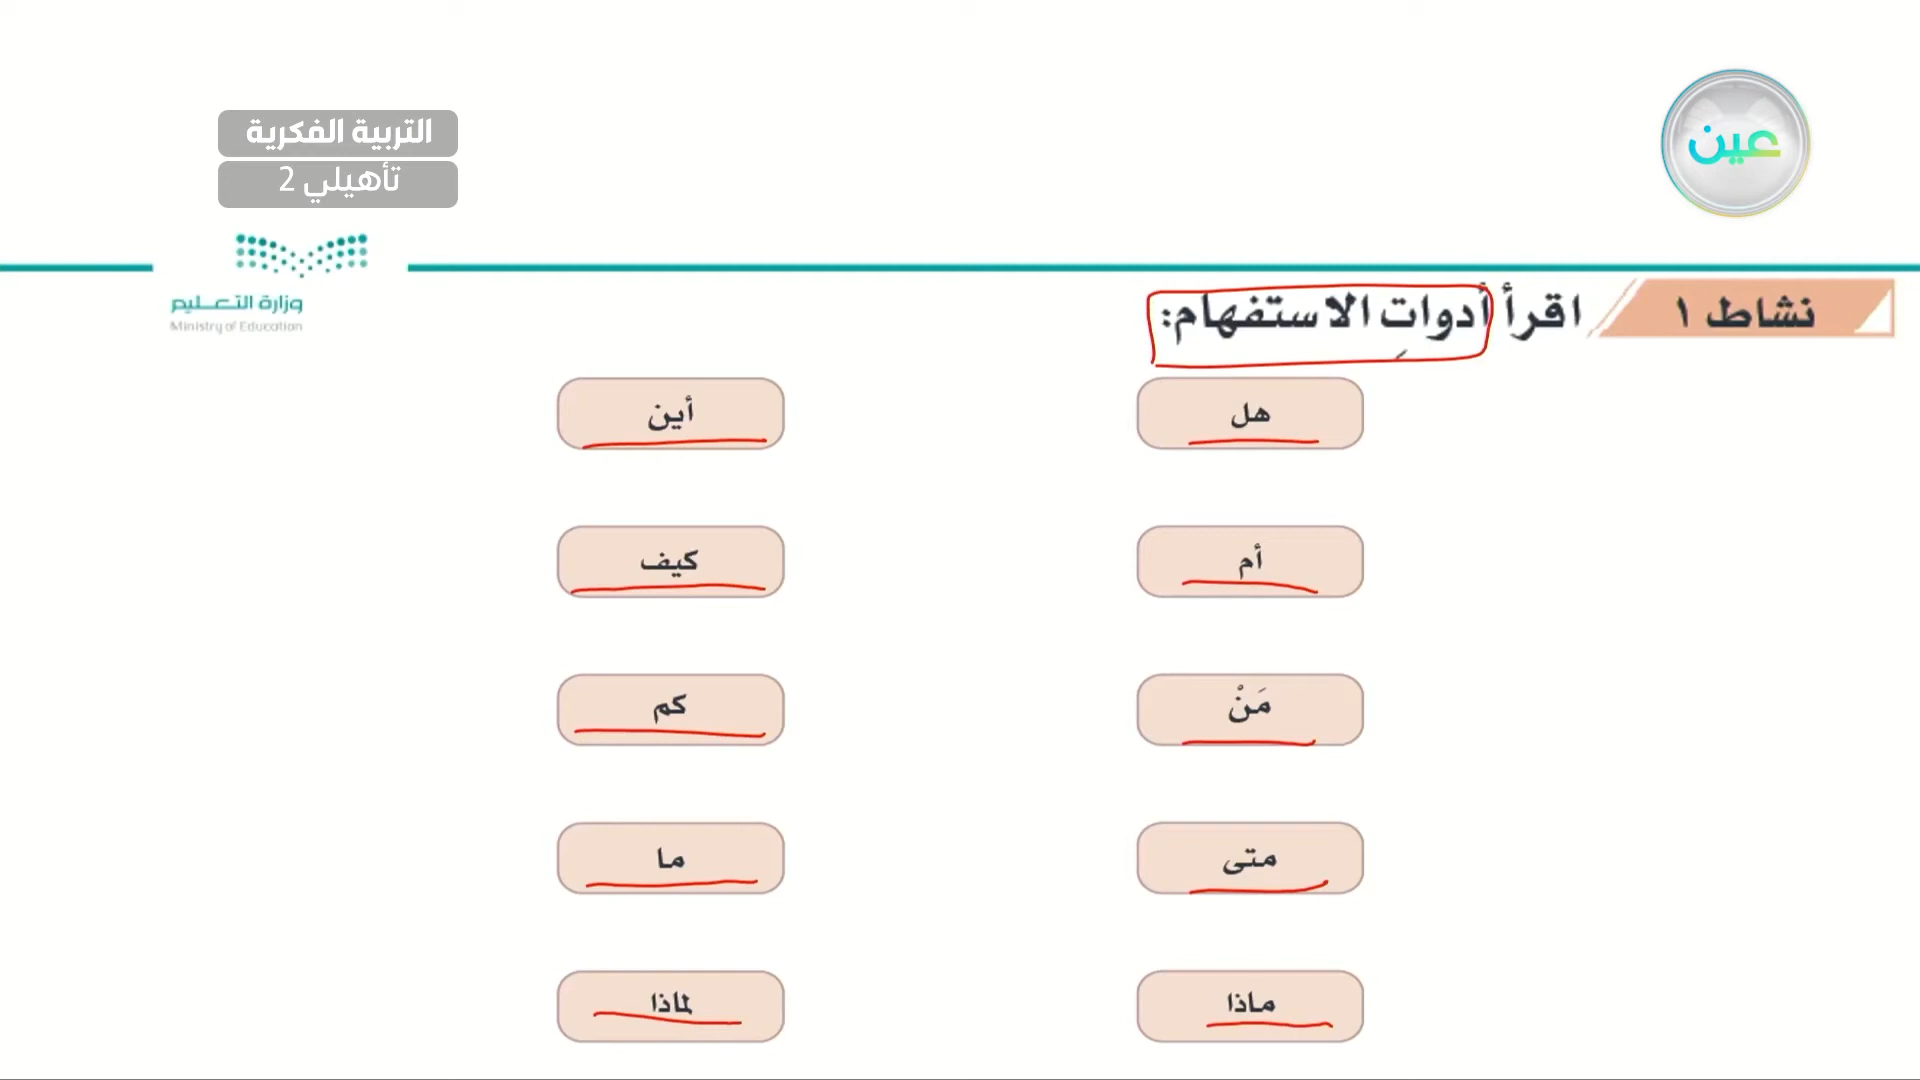 التربية الفكرية
تأهيلي 2
عين
وزارة التعليم
Ministry of Education
نشاط ١
اقرأ أدواتِ الاستفهام:
هل
أين
أم
كيف
مَنْ
كم
متى
ما
ماذا
لماذا